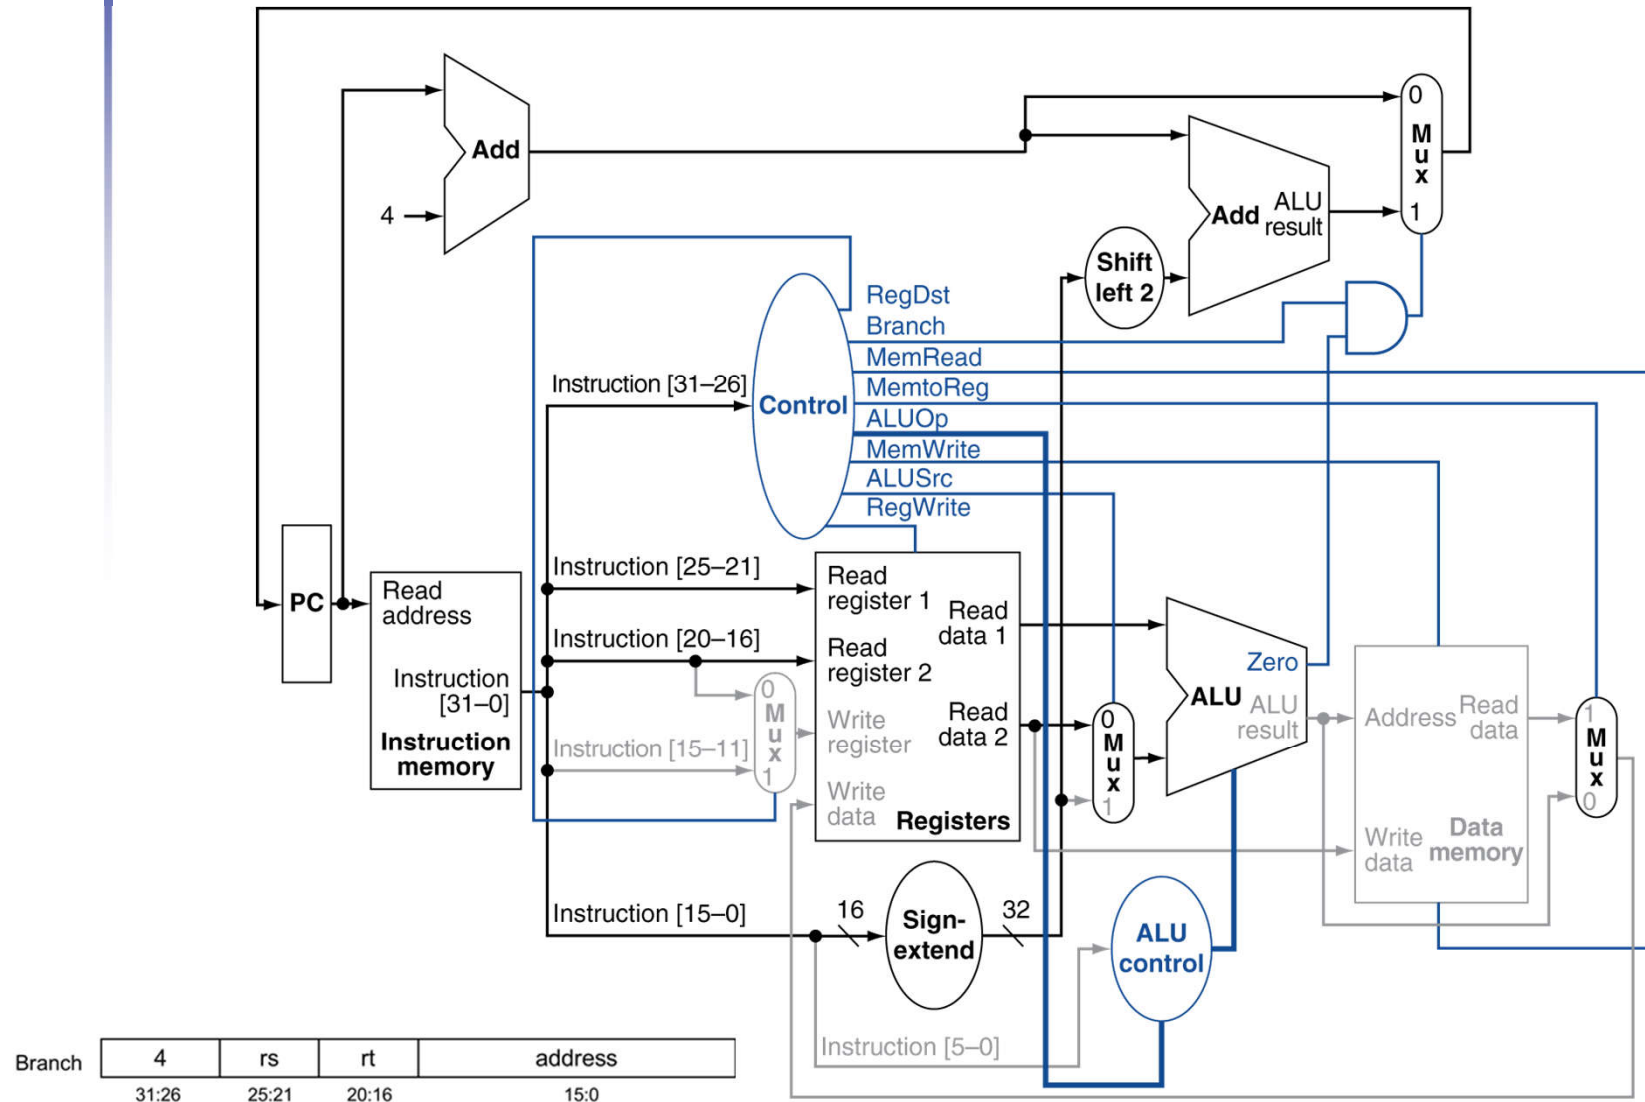 Add
4
Add
ALU
result
0
M
u
x
1
Shift
left 2
RegDst
Branch
MemRead
MemtoReg
ALUOp
MemWrite
ALUSrc
RegWrite
Control
Instruction [31–26]
Instruction [25–21]
Instruction [20–16]
Instruction [15–11]
Instruction [15–0]
Instruction [5–0]
PC
Read
address
Instruction
[31–0]
Instruction
memory
0
M
u
x
1
Read
register 1
Read
register 2
Write
register
Write
data
Read
data 1
Read
data 2
Registers
0
M
u
x
1
Zero
ALU
ALU
result
Address
Read
data
Write
data
Data
memory
1
M
u
x
0
16
Sign-
extend
32
ALU
control
Branch
4 rs rt address
31:26 25:21 20:16 15:0